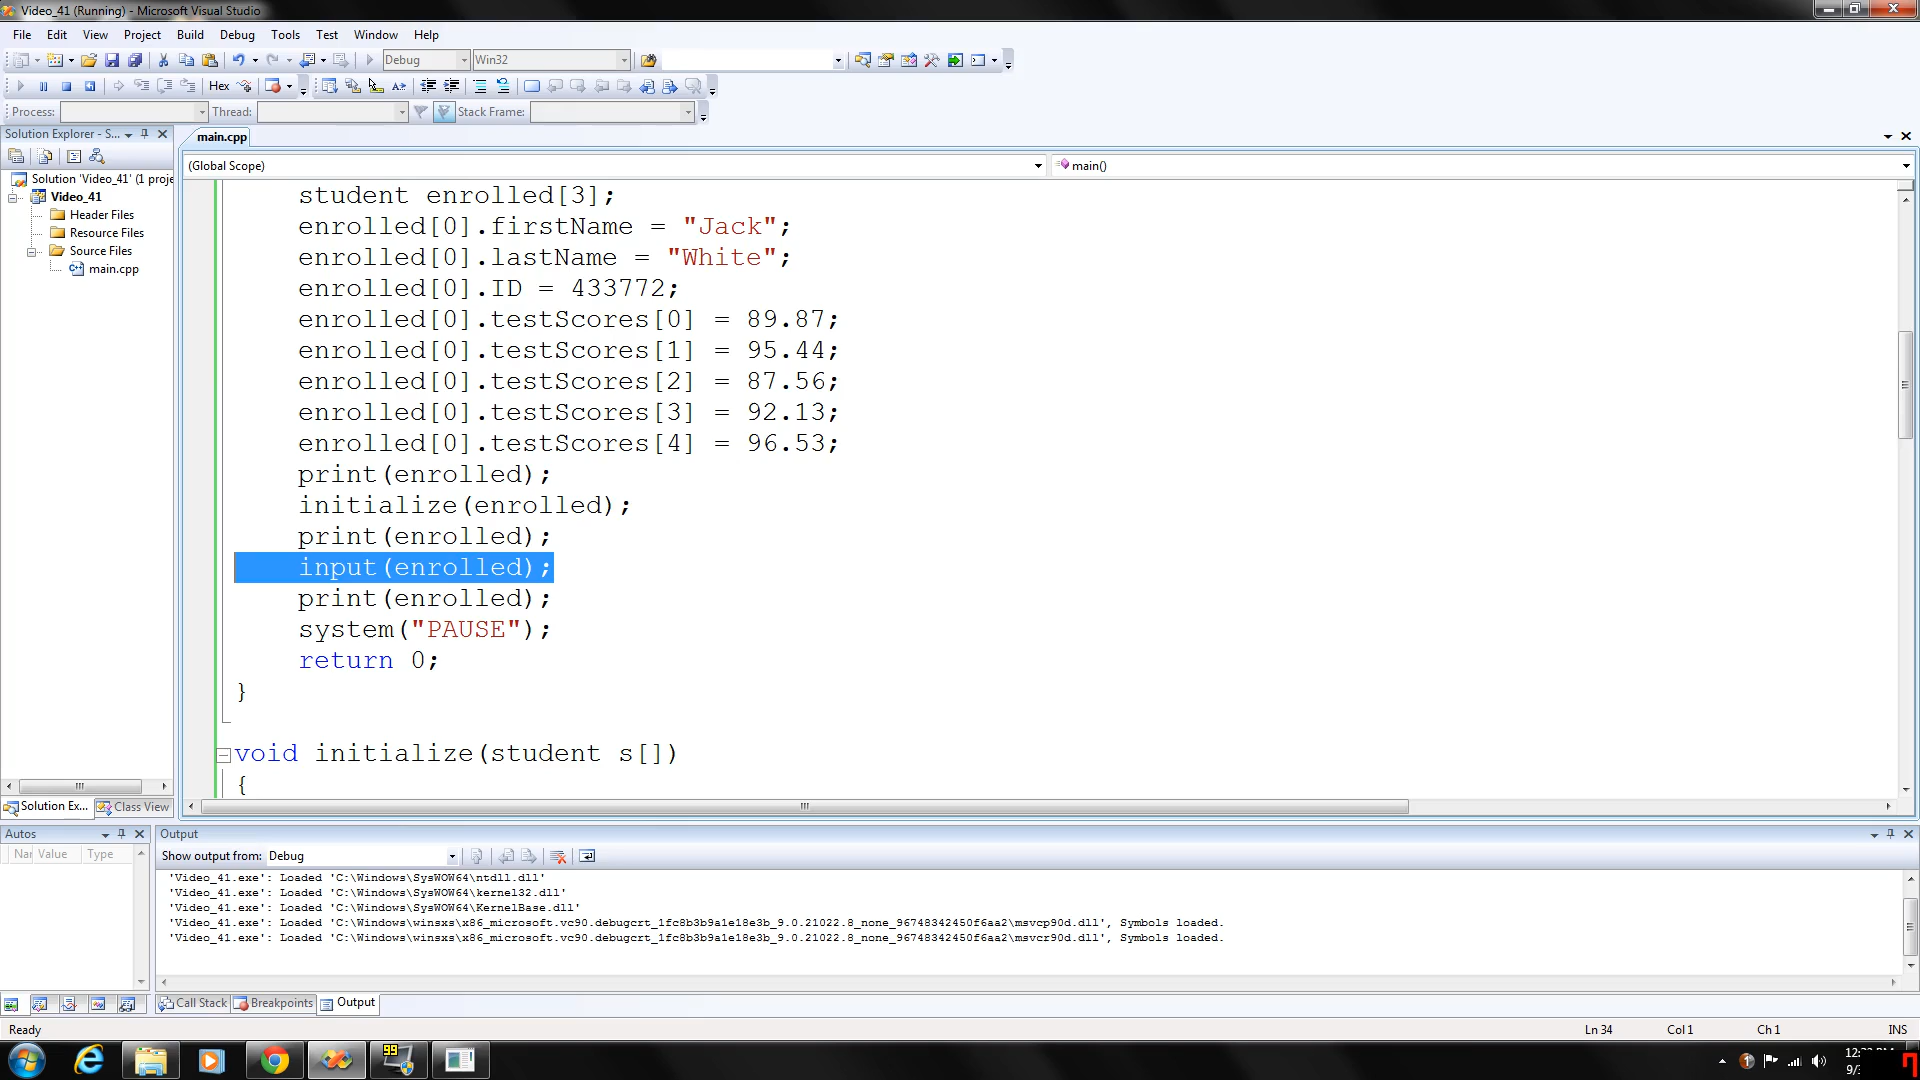 Video_41 (Running) - Microsoft Visual Studio
File Edit View Project Build Debug Tools Test Window Help
Debug Win32
Hex
Process: Thread: Stack Frame:
Solution Explorer - S...
main.cpp
(Global Scope) main()
Solution 'Video_41' (1 proje
Video_41
Header Files
Resource Files
Source Files
main.cpp
student enrolled[3];
enrolled[0].firstName = "Jack";
enrolled[0].lastName = "White";
enrolled[0].ID = 433772;
enrolled[0].testScores[0] = 89.87;
enrolled[0].testScores[1] = 95.44;
enrolled[0].testScores[2] = 87.56;
enrolled[0].testScores[3] = 92.13;
enrolled[0].testScores[4] = 96.53;
print(enrolled);
initialize(enrolled);
print(enrolled);
input(enrolled);
print(enrolled);
system("PAUSE");
return 0;
}
void initialize(student s[])
{
Solution Ex... Class View
Autos
Nar Value Type
Output
Show output from: Debug
'Video_41.exe': Loaded 'C:\Windows\SysWOW64\ntdll.dll'
'Video_41.exe': Loaded 'C:\Windows\SysWOW64\kernel32.dll'
'Video_41.exe': Loaded 'C:\Windows\SysWOW64\KernelBase.dll'
'Video_41.exe': Loaded 'C:\Windows\winsxs\x86_microsoft.vc90.debugcrt_1fc8b3b9a1e18e3b_9.0.21022.8_none_96748342450f6aa2\msvcp90d.dll', Symbols loaded.
'Video_41.exe': Loaded 'C:\Windows\winsxs\x86_microsoft.vc90.debugcrt_1fc8b3b9a1e18e3b_9.0.21022.8_none_96748342450f6aa2\msvcr90d.dll', Symbols loaded.
Call Stack Breakpoints Output
Ready Ln 34 Col 1 Ch 1 INS
99